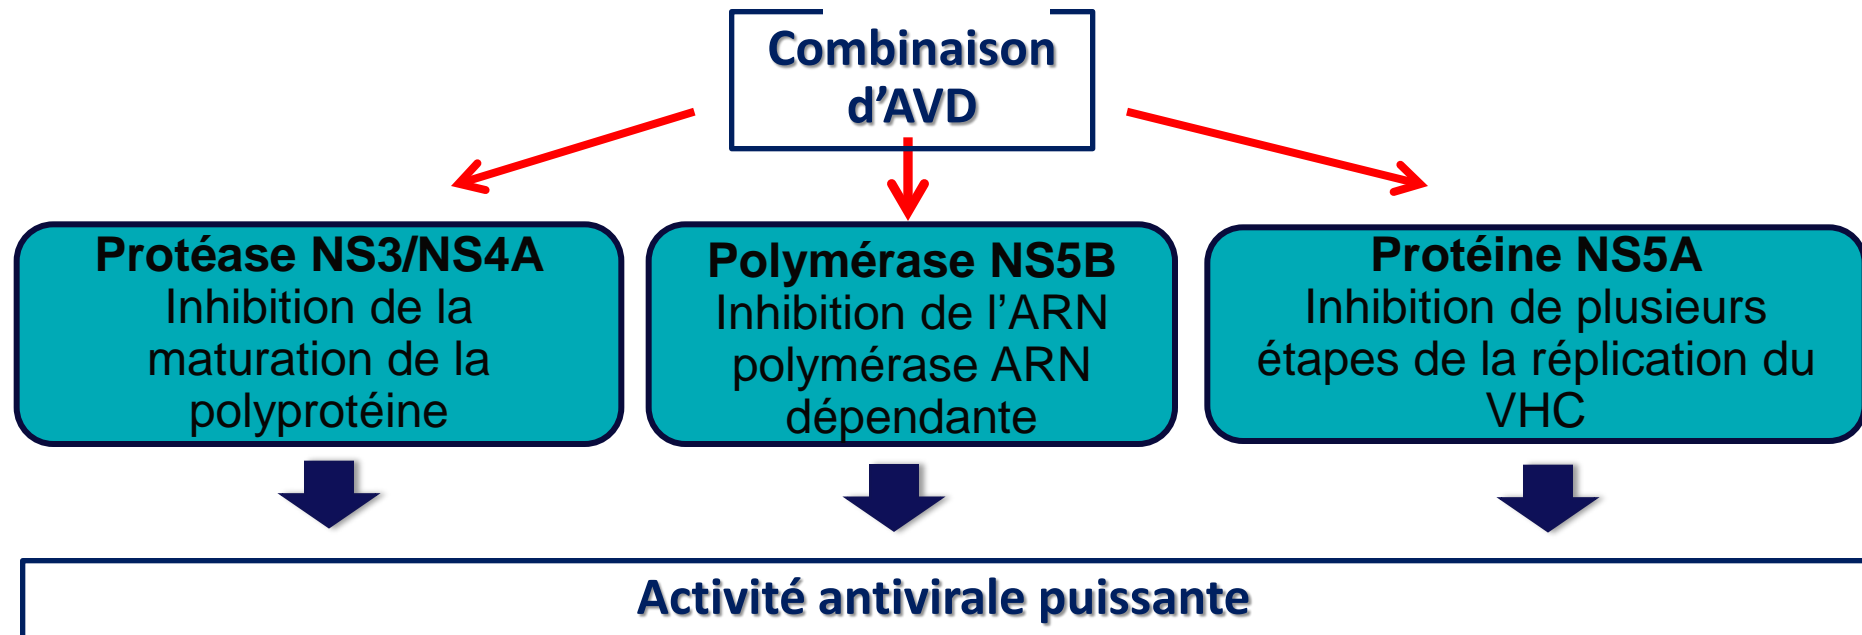 Combinaison
d’AVD
Protéase NS3/NS4A
Inhibition de la
maturation de la
polyprotéine
Polymérase NS5B
Inhibition de l’ARN
polymérase ARN
dépendante
Protéine NS5A
Inhibition de plusieurs
étapes de la réplication du
VHC
Activité antivirale puissante